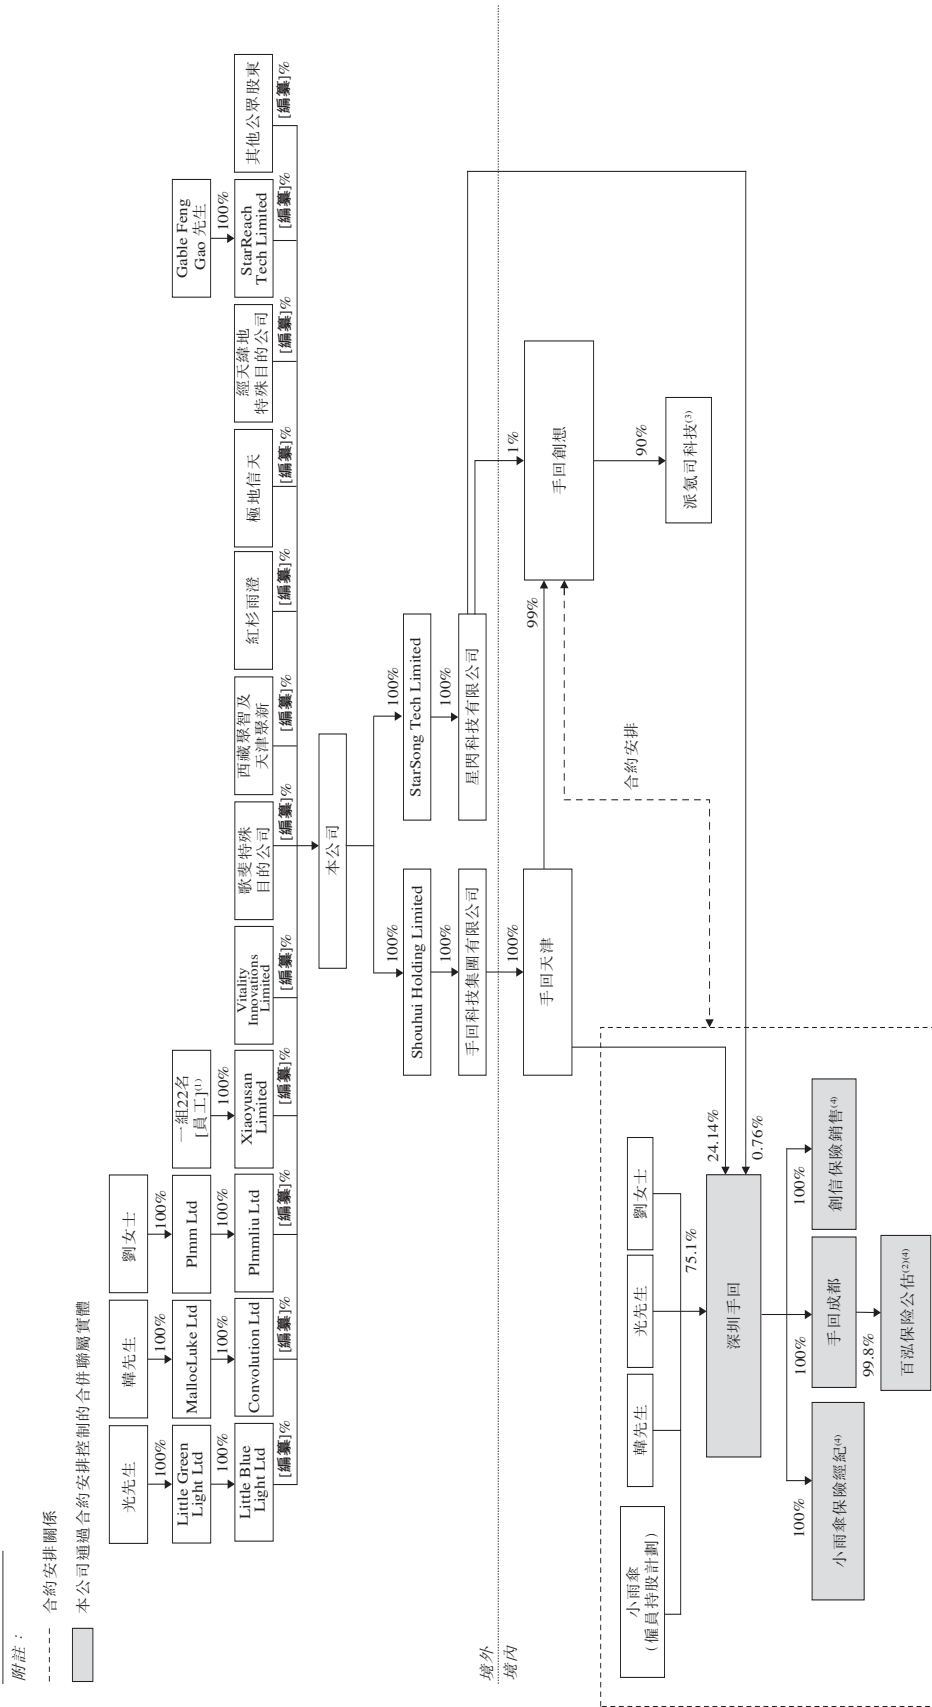 光先生
韓先生
劉女士
100%
100%
100%
Little Green
Light Ltd
MallocLuke Ltd
Plmm Ltd
一組22名
[員工](1)
Gable Feng
Gao 先生
100%
100%
100%
100%
100%
Little Blue
Light Ltd
Convolution Ltd
Plmmliu Ltd
Xiaoyusan
Limited
Vitality
Innovations
Limited
歌斐特殊
目的公司
西藏聚智及
天津聚新
紅杉雨澄
極地信天
經天緯地
特殊目的公司
StarReach
Tech Limited
其他公眾股東
[編纂]%
[編纂]%
[編纂]%
[編纂]%
[編纂]%
[編纂]%
[編纂]%
[編纂]%
[編纂]%
[編纂]%
[編纂]%
[編纂]%
本公司
100%
100%
Shouhui Holding Limited
StarSong Tech Limited
100%
100%
手回科技集團有限公司
星閃科技有限公司
境外
境內
100%
1%
手回天津
99%
手回創想
90%
派氪司科技(3)
合約安排
小雨傘
(僱員持股計劃)
韓先生
光先生
劉女士
75.1%
24.14%
0.76%
深圳手回
100%
100%
100%
小雨傘保險經紀(4)
手回成都
創信保險銷售(4)
99.8%
百泓保險公估(2)(4)
附註：
合約安排關係
本公司通過合約安排控制的合併聯屬實體